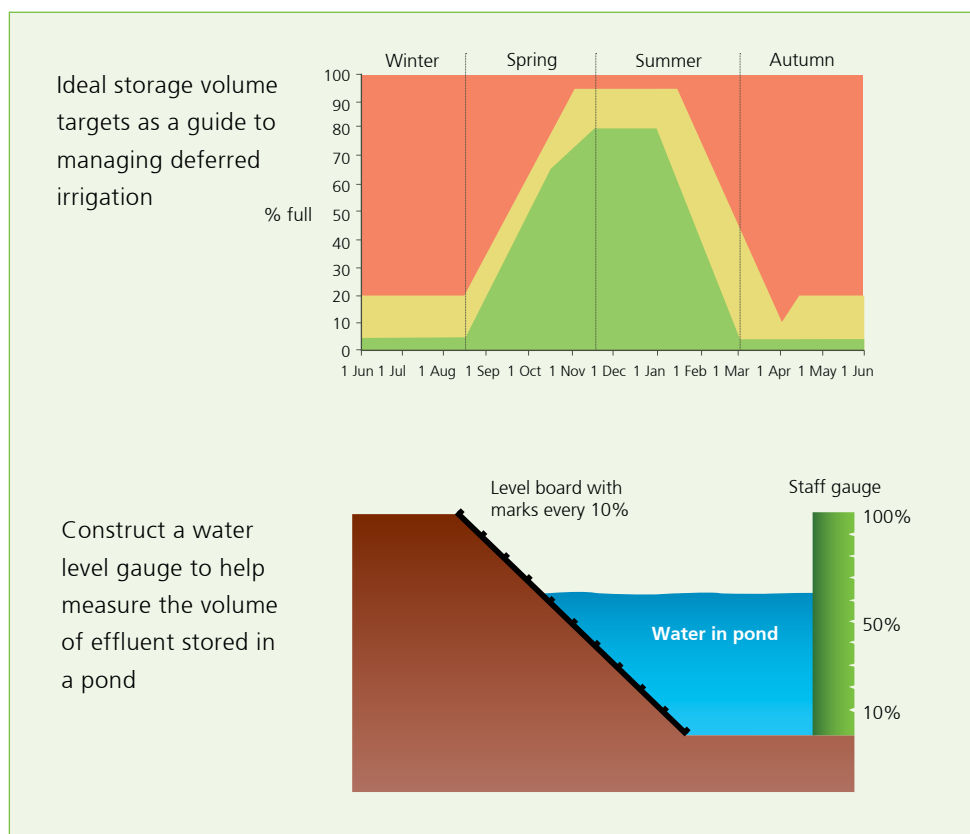 Ideal storage volume
targets as a guide to
managing deferred
irrigation
Winter Spring Summer Autumn
% full
100
90
80
70
60
50
40
30
20
10
0
1 Jun 1 Jul 1 Aug 1 Sep 1 Oct 1 Nov 1 Dec 1 Jan 1 Feb 1 Mar 1 Apr 1 May 1 Jun
Construct a water
level gauge to help
measure the volume
of effluent stored in
a pond
Level board with
marks every 10%
Staff gauge
100%
50%
10%
Water in pond